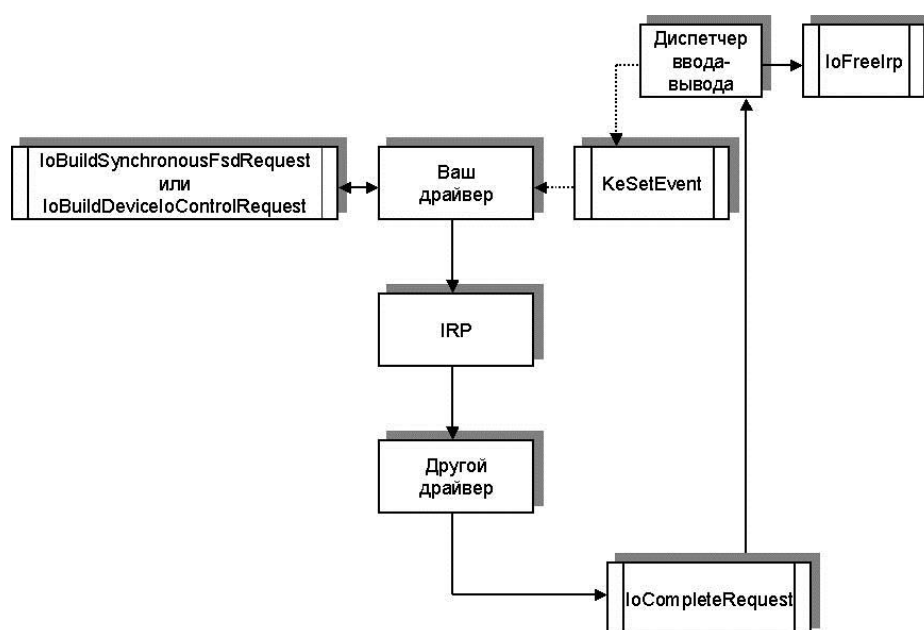 Диспетчер
ввода-
вывода
IoFreeIrp
IoBuildSynchronousFsdRequest
или
IoBuildDeviceIoControlRequest
Ваш
драйвер
KeSetEvent
IRP
Другой
драйвер
IoCompleteRequest